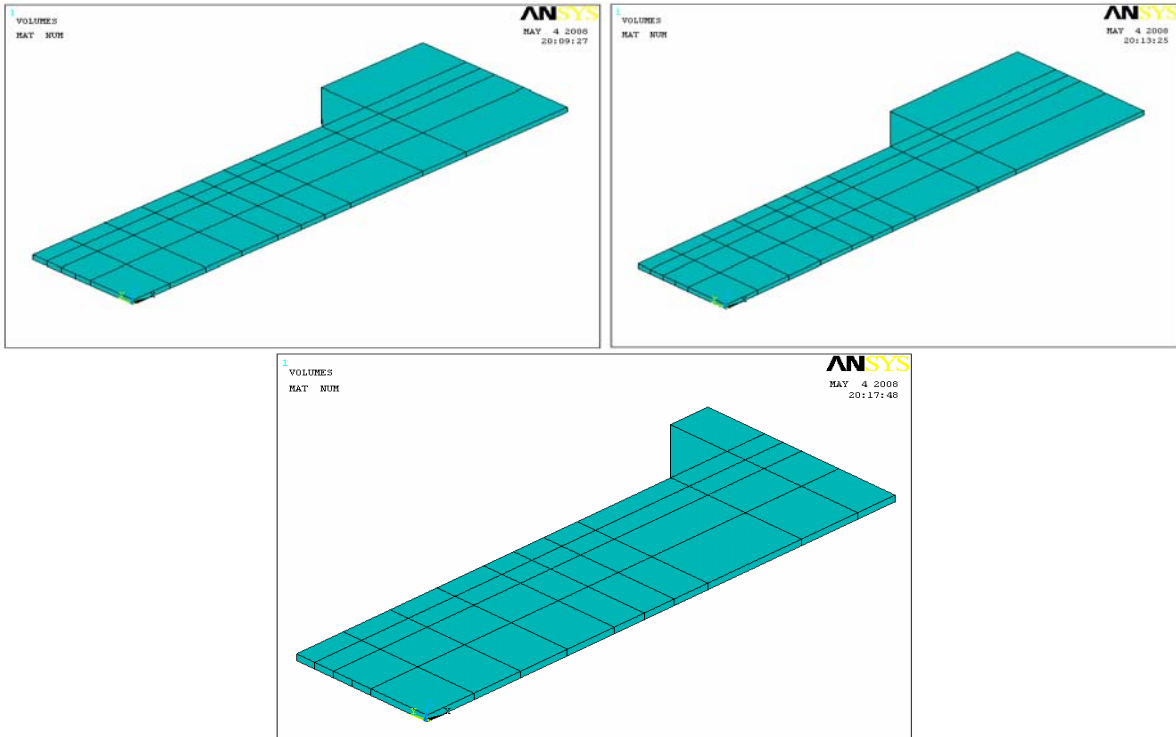 1
VOLUMES
MAT NUM
ANSYS
MAY 4 2008
20:09:27
1
VOLUMES
MAT NUM
ANSYS
MAY 4 2008
20:13:25
1
VOLUMES
MAT NUM
ANSYS
MAY 4 2008
20:17:48
X